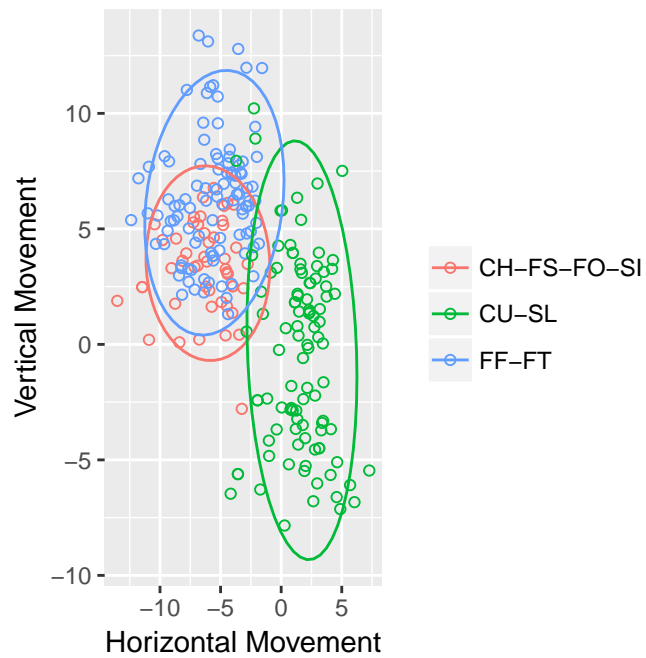 10
5
0
−5
−10
Vertical Movement
−10 −5 0 5
Horizontal Movement
CH−FS−FO−SI
CU−SL
FF−FT